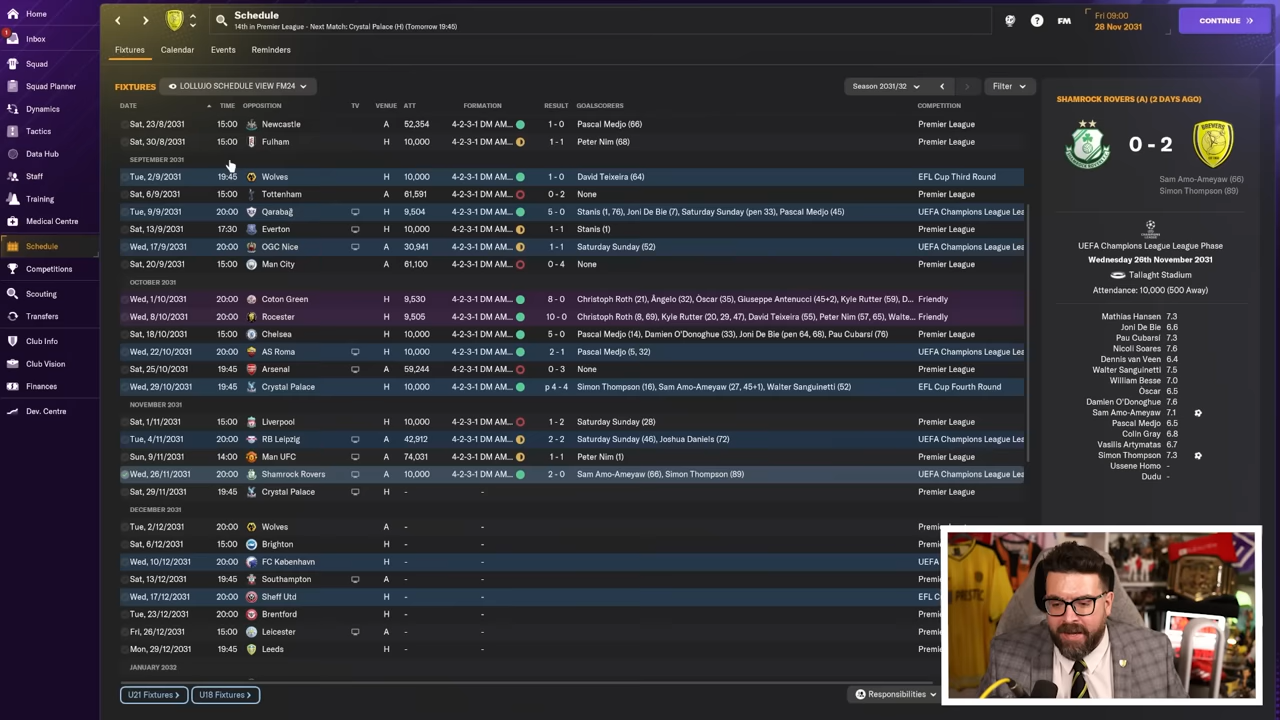 Home
1
Inbox
Squad
Squad Planner
Dynamics
Tactics
Data Hub
Staff
Training
Medical Centre
Schedule
Competitions
Scouting
Transfers
Club Info
Club Vision
Finances
Dev. Centre
Schedule
14th in Premier League - Next Match: Crystal Palace (H) (Tomorrow 19:45)
?
FM
Fri 09:00
28 Nov 2031
CONTINUE
Fixtures Calendar Events Reminders
FIXTURES LOLLUJO SCHEDULE VIEW FM24 Season 2031/32 Filter
DATE TIME OPPOSITION TV VENUE ATT FORMATION RESULT GOALSCORERS COMPETITION
Sat, 23/8/2031 15:00 Newcastle A 52,354 4-2-3-1 DM AM... 1 - 0 Pascal Medjo (66) Premier League
Sat, 30/8/2031 15:00 Fulham H 10,000 4-2-3-1 DM AM... 1 - 1 Peter Nim (68) Premier League
SEPTEMBER 2031
Tue, 2/9/2031 19:45 Wolves H 10,000 4-2-3-1 DM AM... 1 - 0 David Teixeira (64) EFL Cup Third Round
Sat, 6/9/2031 15:00 Tottenham A 61,591 4-2-3-1 DM AM... 0 - 2 None Premier League
Tue, 9/9/2031 20:00 Qarabağ H 9,504 4-2-3-1 DM AM... 5 - 0 Stanis (1, 76), Joni De Bie (7), Saturday Sunday (pen 33), Pascal Medjo (45) UEFA Champions League Lea
Sat, 13/9/2031 17:30 Everton H 10,000 4-2-3-1 DM AM... 1 - 1 Stanis (1) Premier League
Wed, 17/9/2031 20:00 OGC Nice A 30,941 4-2-3-1 DM AM... 1 - 1 Saturday Sunday (52) UEFA Champions League Lea
Sat, 20/9/2031 15:00 Man City A 61,100 4-2-3-1 DM AM... 0 - 4 None Premier League
OCTOBER 2031
Wed, 1/10/2031 20:00 Coton Green H 9,530 4-2-3-1 DM AM... 8 - 0 Christoph Roth (21), Ângelo (32), Óscar (35), Giuseppe Antenucci (45+2), Kyle Rutter (59), D... Friendly
Wed, 8/10/2031 20:00 Rocester H 9,505 4-2-3-1 DM AM... 10 - 0 Christoph Roth (8, 69), Kyle Rutter (20, 29, 47), David Teixeira (55), Peter Nim (57, 65), Walte... Friendly
Sat, 18/10/2031 15:00 Chelsea H 10,000 4-2-3-1 DM AM... 5 - 0 Pascal Medjo (14), Damien O'Donoghue (33), Joni De Bie (pen 64, 68), Pau Cubarsí (76) Premier League
Wed, 22/10/2031 20:00 AS Roma H 10,000 4-2-3-1 DM AM... 2 - 1 Pascal Medjo (5, 32) UEFA Champions League Lea
Sat, 25/10/2031 15:00 Arsenal A 59,244 4-2-3-1 DM AM... 0 - 3 None Premier League
Wed, 29/10/2031 19:45 Crystal Palace H 10,000 4-2-3-1 DM AM... p 4 - 4 Simon Thompson (16), Sam Amo-Ameyaw (27, 45+1), Walter Sanguinetti (52) EFL Cup Fourth Round
NOVEMBER 2031
Sat, 1/11/2031 15:00 Liverpool H 10,000 4-2-3-1 DM AM... 1 - 2 Saturday Sunday (28) Premier League
Tue, 4/11/2031 20:00 RB Leipzig A 42,912 4-2-3-1 DM AM... 2 - 2 Saturday Sunday (46), Joshua Daniels (72) UEFA Champions League Lea
Sun, 9/11/2031 14:00 Man UFC A 74,031 4-2-3-1 DM AM... 1 - 1 Peter Nim (1) Premier League
Wed, 26/11/2031 20:00 Shamrock Rovers A 10,000 4-2-3-1 DM AM... 2 - 0 Sam Amo-Ameyaw (66), Simon Thompson (89) UEFA Champions League Lea
Sat, 29/11/2031 19:45 Crystal Palace H - - Premier League
DECEMBER 2031
Tue, 2/12/2031 20:00 Wolves A - - Premi
Sat, 6/12/2031 15:00 Brighton H - - Premi
Wed, 10/12/2031 20:00 FC København H - - UEFA
Sat, 13/12/2031 19:45 Southampton A - - Premi
Wed, 17/12/2031 20:00 Sheff Utd H - - EFL C
Tue, 23/12/2031 20:00 Brentford H - - Premi
Fri, 26/12/2031 15:00 Leicester A - - Premi
Mon, 29/12/2031 19:45 Leeds H - - Premi
JANUARY 2032
U21 Fixtures U18 Fixtures Responsibilities
SHAMROCK ROVERS (A) (2 DAYS AGO)
0 - 2
BREWERS
Sam Amo-Ameyaw (66)
Simon Thompson (89)
UEFA Champions League League Phase
Wednesday 26th November 2031
Tallaght Stadium
Attendance: 10,000 (500 Away)
Mathias Hansen 7.3
Joni De Bie 6.6
Pau Cubarsí 7.3
Nicoli Soares 7.6
Dennis van Veen 6.4
Walter Sanguinetti 7.5
William Besse 7.0
Óscar 6.5
Damien O'Donoghue 7.6
Sam Amo-Ameyaw 7.1
Pascal Medjo 6.5
Colin Gray 6.8
Vasilis Artymatas 6.7
Simon Thompson 7.3
Ussene Homo -
Dudu -